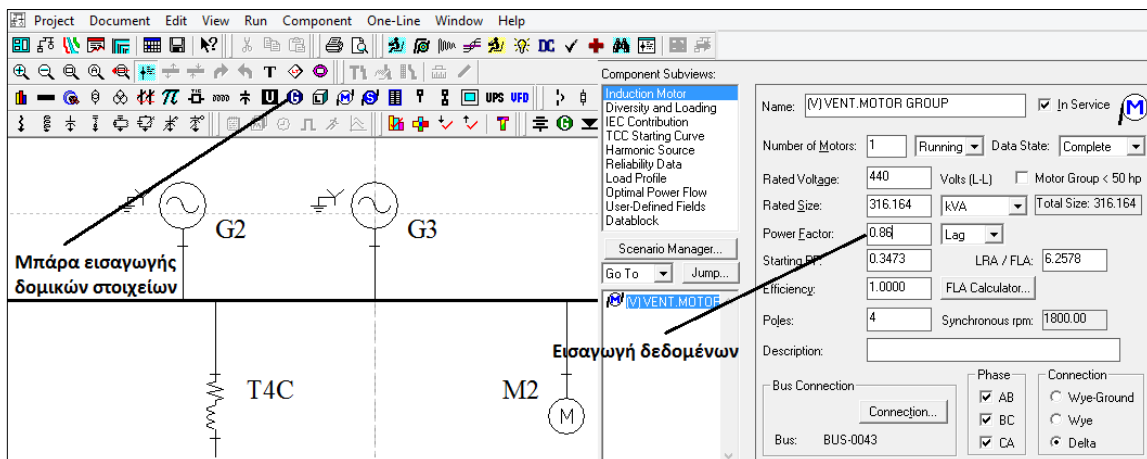 Project Document Edit View Run Component One-Line Window Help
DC
T
U G M S UPS VFD
T G
G2
G3
Μπάρα εισαγωγής
δομικών στοιχείων
T4C
M2
M
Component Subviews:
Induction Motor
Diversity and Loading
IEC Contribution
TCC Starting Curve
Harmonic Source
Reliability Data
Load Profile
Optimal Power Flow
User-Defined Fields
Datablock
Scenario Manager...
Go To Jump...
(V) VENT.MOTOR
Εισαγωγή δεδομένων
Name: (V) VENT.MOTOR GROUP In Service M
Number of Motors: 1 Running Data State: Complete
Rated Voltage: 440 Volts (L-L) Motor Group < 50 hp
Rated Size: 316.164 kVA Total Size: 316.164
Power Factor: 0.86 Lag
Starting PF: 0.3473 LRA / FLA: 6.2578
Efficiency: 1.0000 FLA Calculator...
Poles: 4 Synchronous rpm: 1800.00
Description:
Bus Connection
Connection...
Bus: BUS-0043
Phase
AB
BC
CA
Connection
Wye-Ground
Wye
Delta